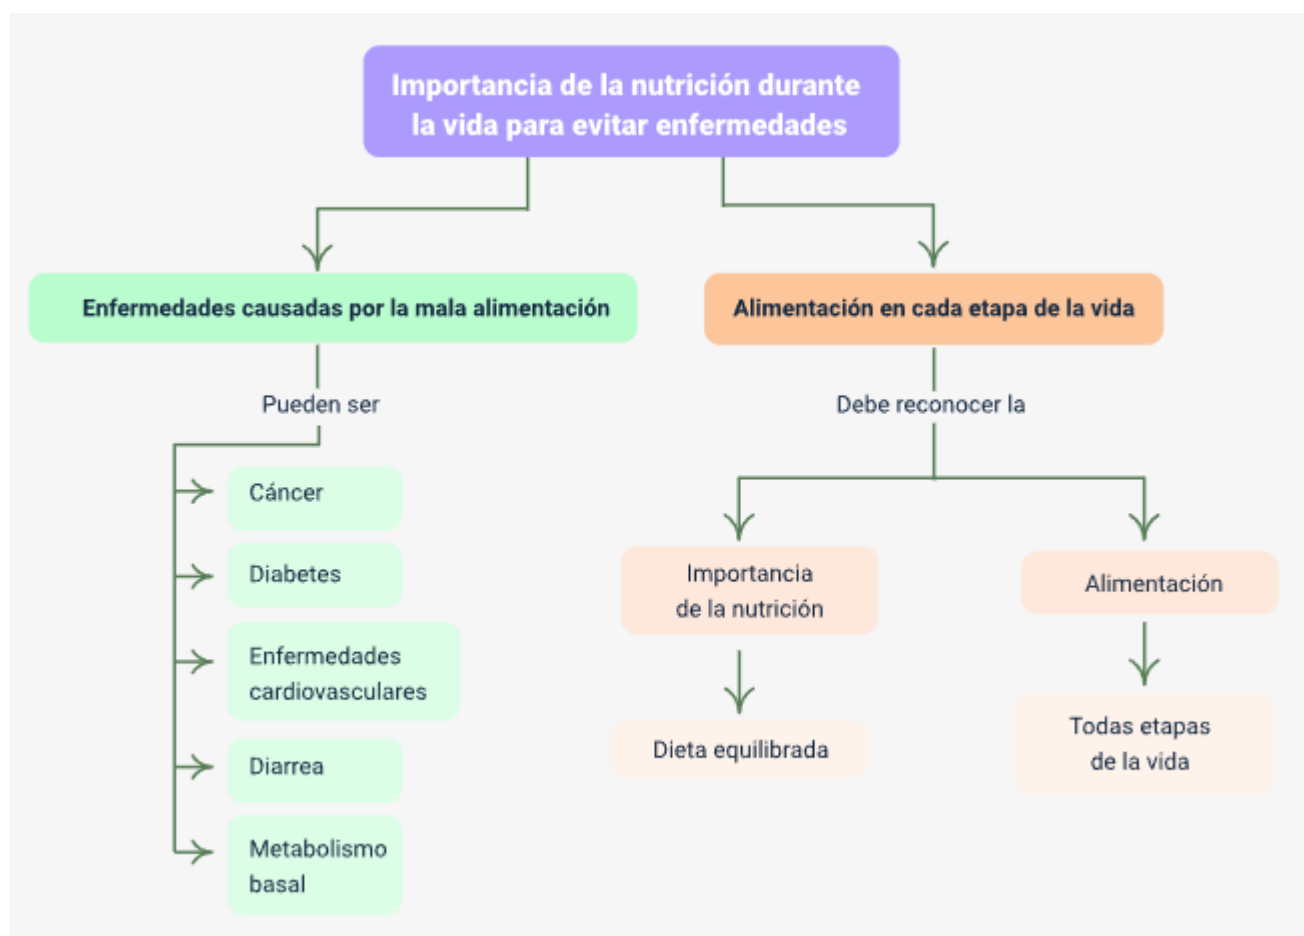 Importancia de la nutrición durante
la vida para evitar enfermedades
Enfermedades causadas por la mala alimentación
Pueden ser
Cáncer
Diabetes
Enfermedades
cardiovasculares
Diarrea
Metabolismo
basal
Alimentación en cada etapa de la vida
Debe reconocer la
Importancia
de la nutrición
Dieta equilibrada
Alimentación
Todas etapas
de la vida